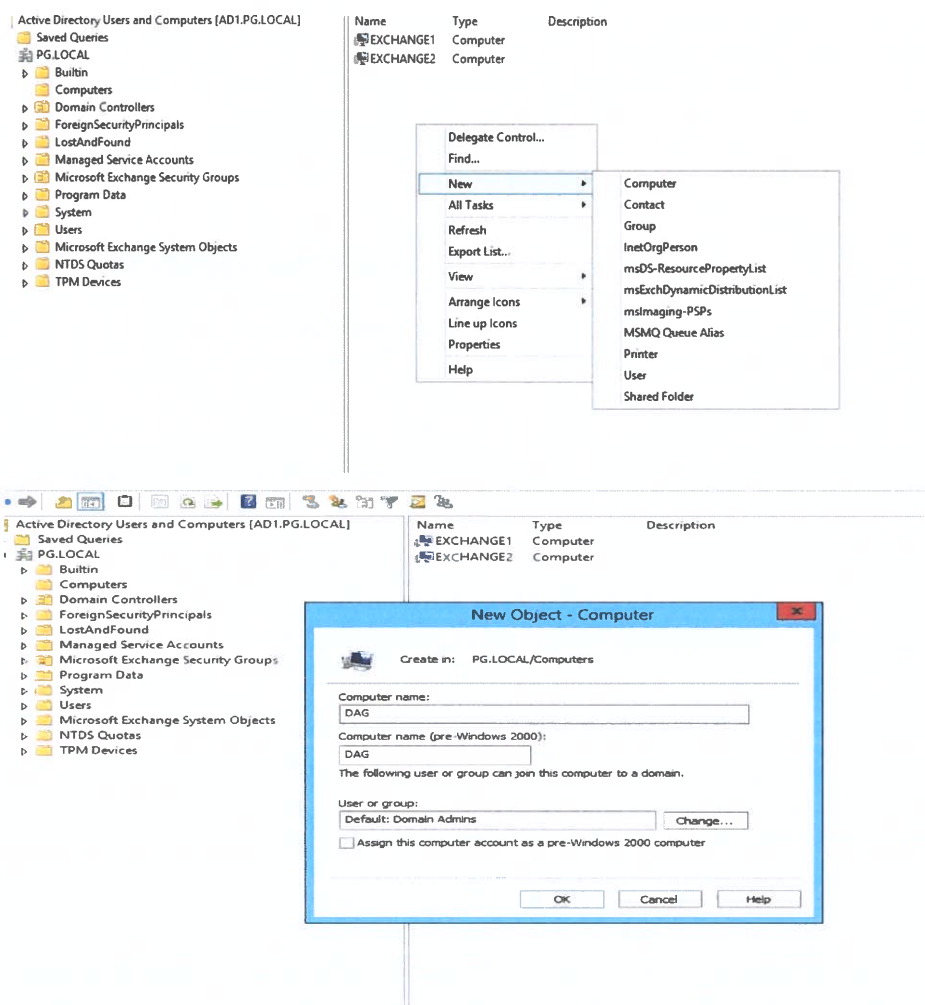 Active Directory Users and Computers [AD1.PG.LOCAL]
Saved Queries
PG.LOCAL
Builtin
Computers
Domain Controllers
ForeignSecurityPrincipals
LostAndFound
Managed Service Accounts
Microsoft Exchange Security Groups
Program Data
System
Users
Microsoft Exchange System Objects
NTDS Quotas
TPM Devices
Name Type Description
EXCHANGE1 Computer
EXCHANGE2 Computer
Delegate Control...
Find...
New
All Tasks
Refresh
Export List...
View
Arrange Icons
Line up Icons
Properties
Help
Computer
Contact
Group
InetOrgPerson
msDS-ResourcePropertyList
msExchDynamicDistributionList
msImaging-PSPs
MSMQ Queue Alias
Printer
User
Shared Folder
Active Directory Users and Computers [AD1.PG.LOCAL]
Saved Queries
PG.LOCAL
Builtin
Computers
Domain Controllers
ForeignSecurityPrincipals
LostAndFound
Managed Service Accounts
Microsoft Exchange Security Groups
Program Data
System
Users
Microsoft Exchange System Objects
NTDS Quotas
TPM Devices
Name Type Description
EXCHANGE1 Computer
EXCHANGE2 Computer
New Object - Computer
Create in: PG.LOCAL/Computers
Computer name:
DAG
Computer name (pre-Windows 2000):
DAG
The following user or group can join this computer to a domain.
User or group:
Default: Domain Admins
Change...
Assign this computer account as a pre-Windows 2000 computer
OK Cancel Help